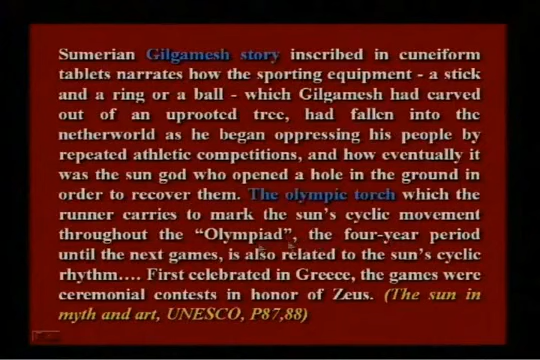 Sumerian Gilgamesh story inscribed in cuneiform
tablets narrates how the sporting equipment - a stick
and a ring or a ball - which Gilgamesh had carved
out of an uprooted tree, had fallen into the
netherworld as he began oppressing his people by
repeated athletic competitions, and how eventually it
was the sun god who opened a hole in the ground in
order to recover them. The olympic torch which the
runner carries to mark the sun's cyclic movement
throughout the “Olympiad”, the four-year period
until the next games, is also related to the sun's cyclic
rhythm.... First celebrated in Greece, the games were
ceremonial contests in honor of Zeus. (The sun in
myth and art, UNESCO, P87,88)